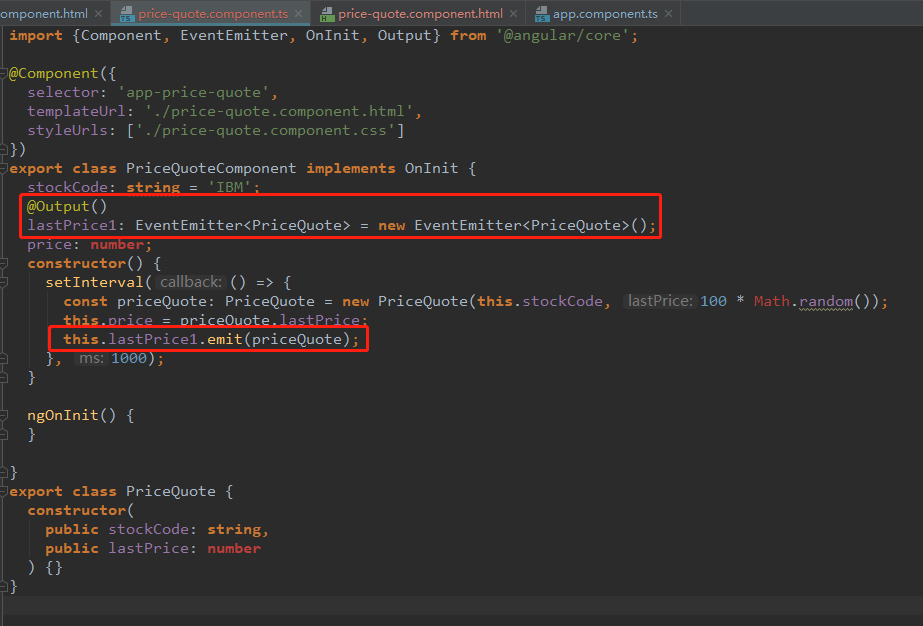 omponent.html × price-quote.component.ts × price-quote.component.html × app.component.ts ×
import {Component, EventEmitter, OnInit, Output} from '@angular/core';
@Component({
selector: 'app-price-quote',
templateUrl: './price-quote.component.html',
styleUrls: ['./price-quote.component.css']
})
export class PriceQuoteComponent implements OnInit {
stockCode: string = 'IBM';
@Output()
lastPrice1: EventEmitter<PriceQuote> = new EventEmitter<PriceQuote>();
price: number;
constructor() {
setInterval( callback: () => {
const priceQuote: PriceQuote = new PriceQuote(this.stockCode, lastPrice: 100 * Math.random());
this.price = priceQuote.lastPrice;
this.lastPrice1.emit(priceQuote);
}, ms: 1000);
}
ngOnInit() {
}
}
export class PriceQuote {
constructor(
public stockCode: string,
public lastPrice: number
) {}
}